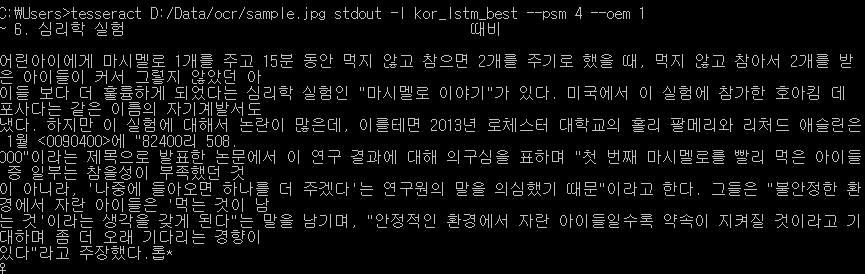 C:₩Users>tesseract D:/Data/ocr/sample.jpg stdout -l kor_lstm_best --psm 4 --oem 1
~ 6. 심리학 실험 때비
어린아이에게 마시멜로 1개를 주고 15분 동안 먹지 않고 참으면 2개를 주기로 했을 때, 먹지 않고 참아서 2개를 받
은 아이들이 커서 그렇지 않았던 아
이들 보다 더 훌륭하게 되었다는 심리학 실험인 "마시멜로 이야기"가 있다. 미국에서 이 실험에 참가한 호아킴 데
포사다는 같은 이름의 자기계발서도
냈다. 하지만 이 실험에 대해서 논란이 많은데, 이를테면 2013년 로체스터 대학교의 홀리 팔메리와 리처드 애슬린은
 1월 <0090400>에 "82400리 508.
000"이라는 제목으로 발표한 논문에서 이 연구 결과에 대해 의구심을 표하며 "첫 번째 마시멜로를 빨리 먹은 아이들
 중 일부는 참을성이 부족했던 것
이 아니라, '나중에 들아오면 하나를 더 주겠다'는 연구원의 말을 의심했기 때문"이라고 한다. 그들은 "불안정한 환
경에서 자란 아이들은 '먹는 것이 남
는 것'이라는 생각을 갖게 된다"는 말을 남기며, "안정적인 환경에서 자란 아이들일수록 약속이 지켜질 것이라고 기
대하며 좀 더 오래 기다리는 경향이
있다"라고 주장했다.롭*
♀